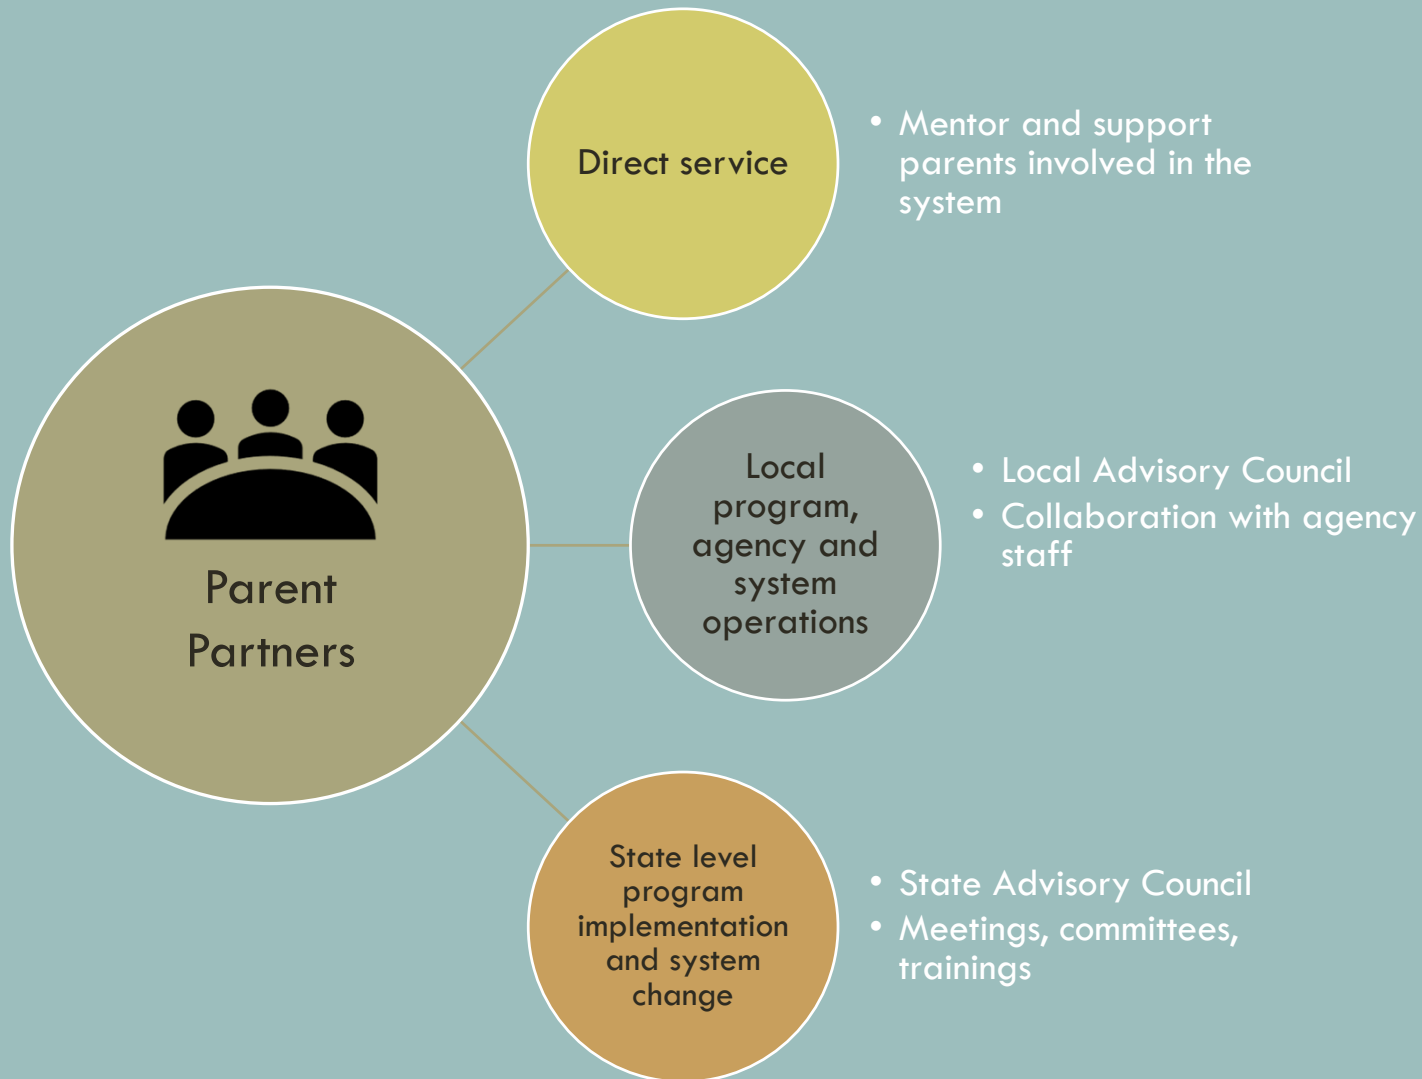 Parent
Partners
Direct service
• Mentor and support
parents involved in the
system
Local
program,
agency and
system
operations
• Local Advisory Council
• Collaboration with agency
staff
State level
program
implementation
and system
change
• State Advisory Council
• Meetings, committees,
trainings